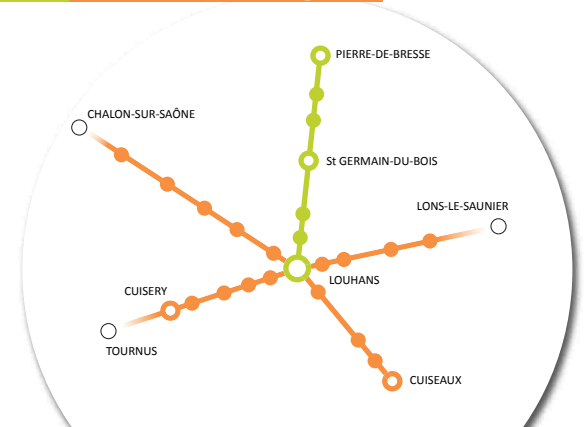 PIERRE-DE-BRESSE
CHALON-SUR-SAÔNE
St GERMAIN-DU-BOIS
LONS-LE-SAUNIER
LOUHANS
CUISERY
TOURNUS
CUISEAUX